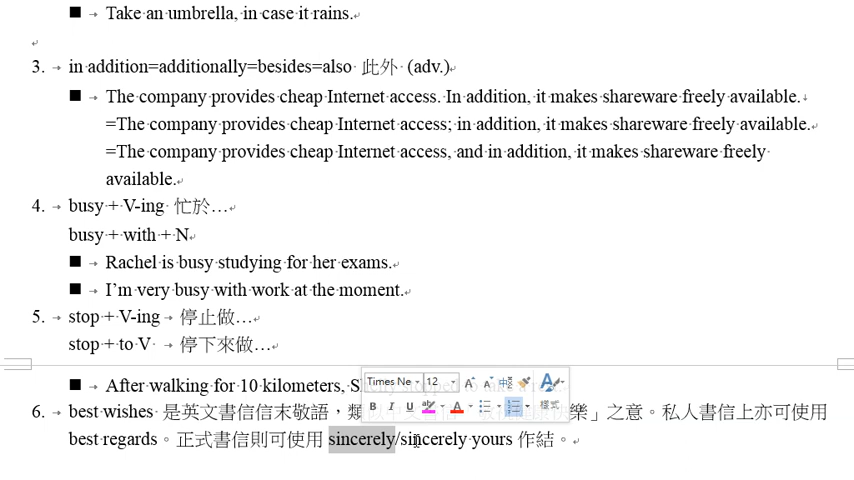 Take an umbrella, in case it rains.
3. in addition=additionally=besides=also 此外 (adv.)
The company provides cheap Internet access. In addition, it makes shareware freely available.
=The company provides cheap Internet access; in addition, it makes shareware freely available.
=The company provides cheap Internet access, and in addition, it makes shareware freely
available.
4. busy + V-ing 忙於…
busy + with + N
Rachel is busy studying for her exams.
I'm very busy with work at the moment.
5. stop + V-ing 停止做…
stop + to V 停下來做…
After walking for 10 kilometers, S
Times Ne 12
B I U ab A 樣式
6. best wishes 是英文書信信末敬語，類 樂」之意。私人書信上亦可使用
best regards。正式書信則可使用 sincerely/sincerely yours 作結。